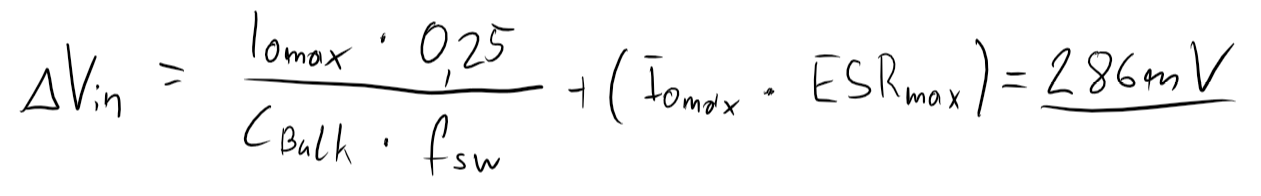 ΔVin = (Iomax · 0,25) / (CBulk · fsw) + (Iomax · ESRmax) = 286mV